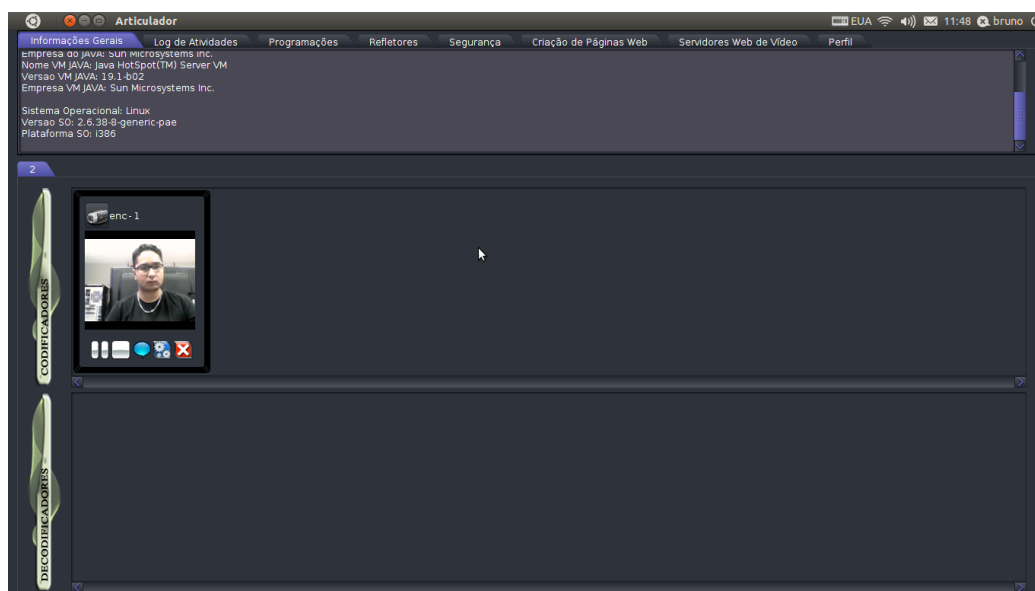 Articulador
EUA 11:48 bruno
Informações Gerais Log de Atividades Programações Refletores Segurança Criação de Páginas Web Servidores Web de Vídeo Perfil
Empresa do JAVA: Sun Microsystems Inc.
Nome VM JAVA: Java HotSpot(TM) Server VM
Versao VM JAVA: 19.1-b02
Empresa VM JAVA: Sun Microsystems Inc.
Sistema Operacional: Linux
Versao SO: 2.6.38-8-generic-pae
Plataforma SO: i386
2
CODIFICADORES
enc-1
DECODIFICADORES